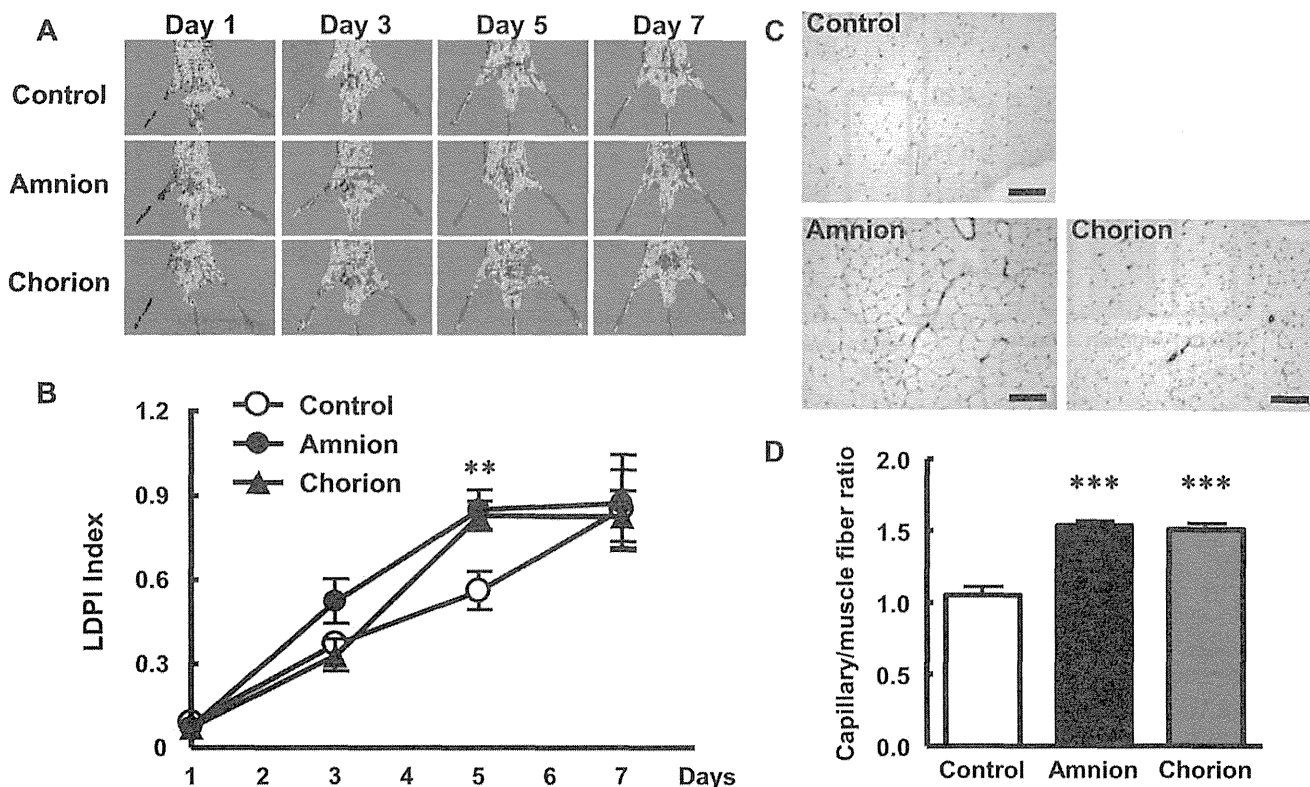 A
Day 1 Day 3 Day 5 Day 7
Control
Amnion
Chorion
B
Control
Amnion
Chorion
**
LDPI Index
1.2
0.9
0.6
0.3
0
1 2 3 4 5 6 7 Days
C
Control
Amnion
Chorion
D
Capillary/muscle fiber ratio
2.0
1.5
1.0
0.5
0.0
*** ***
Control Amnion Chorion